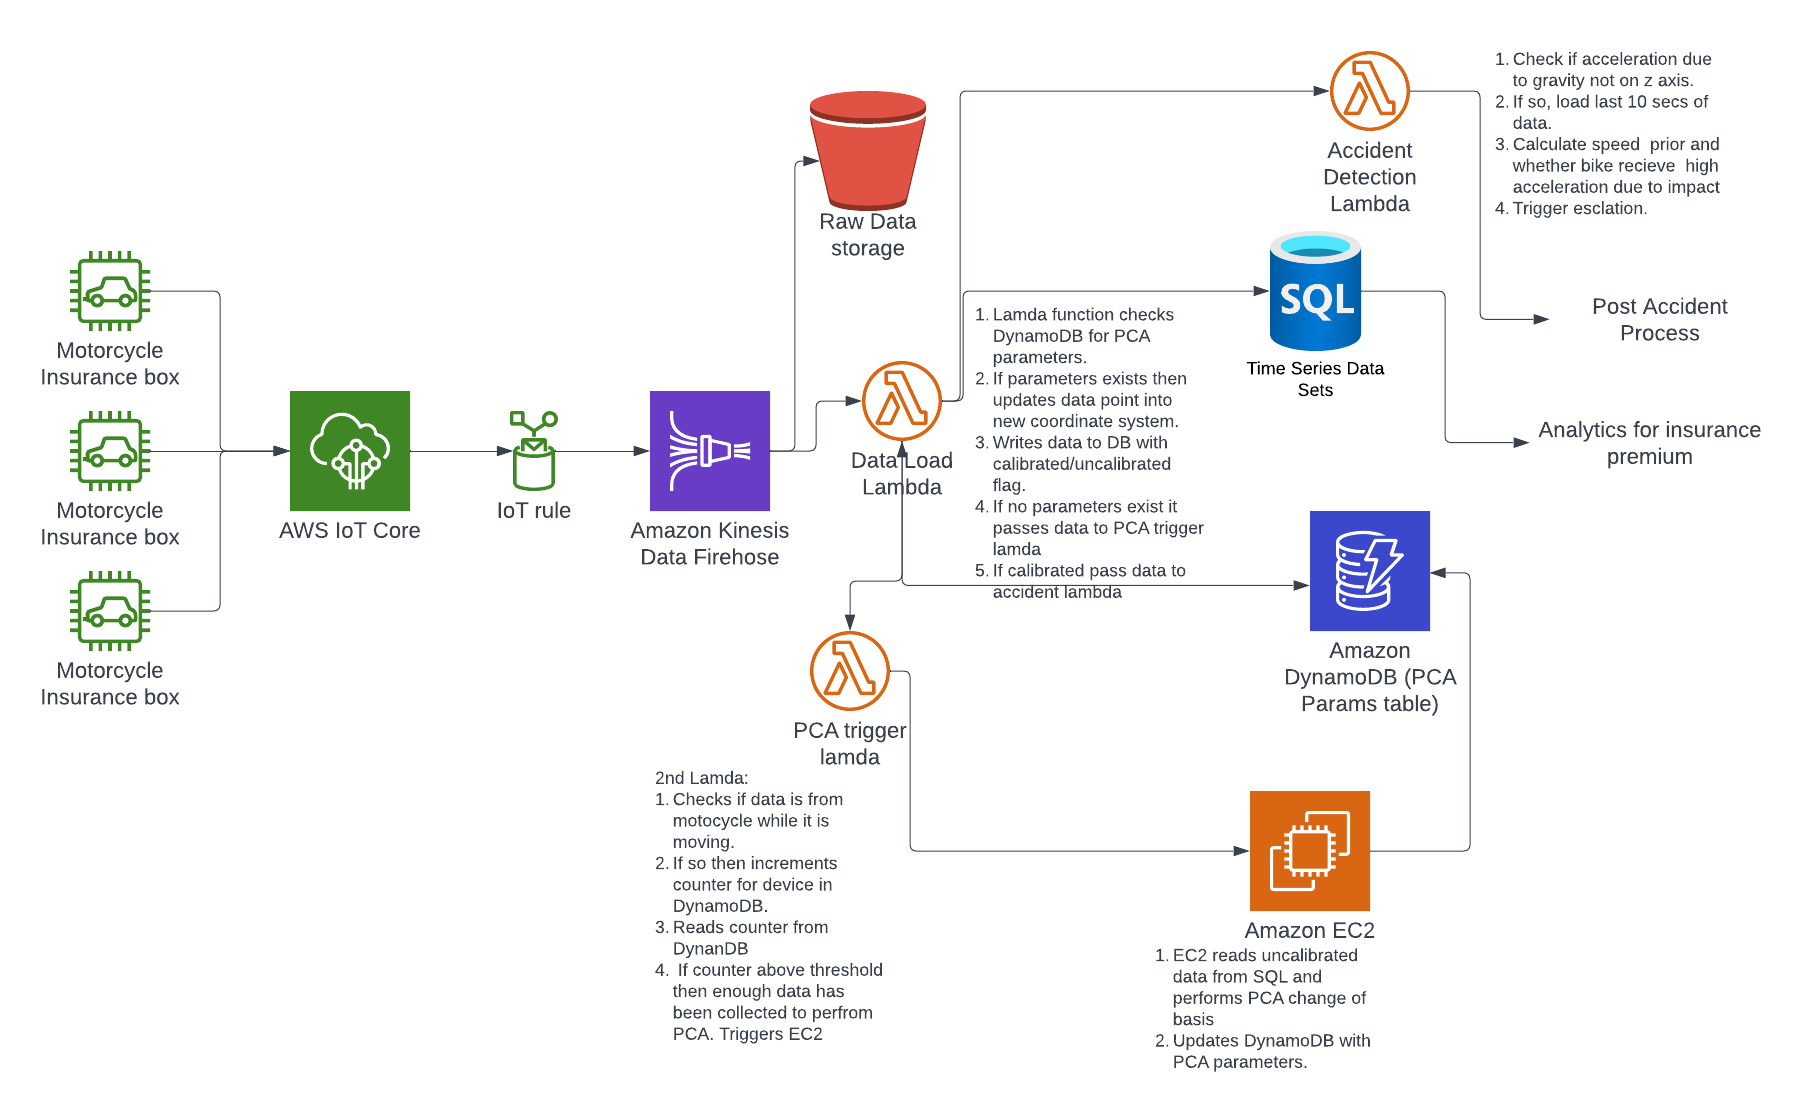 1. Check if acceleration due
to gravity not on z axis.
2. If so, load last 10 secs of
data.
3. Calculate speed  prior and
whether bike recieve  high
acceleration due to impact
4. Trigger esclation.
Accident
Detection
Lambda
Raw Data
storage
SQL
Time Series Data
Sets
Post Accident
Process
Analytics for insurance
premium
Motorcycle
Insurance box
Motorcycle
Insurance box
Motorcycle
Insurance box
AWS IoT Core
IoT rule
Amazon Kinesis
Data Firehose
Data Load
Lambda
1. Lamda function checks
DynamoDB for PCA
parameters.
2. If parameters exists then
updates data point into
new coordinate system.
3. Writes data to DB with
calibrated/uncalibrated
flag.
4. If no parameters exist it
passes data to PCA trigger
lamda
5. If calibrated pass data to
accident lambda
Amazon
DynamoDB (PCA
Params table)
PCA trigger
lamda
2nd Lamda:
1. Checks if data is from
motocycle while it is
moving.
2. If so then increments
counter for device in
DynamoDB.
3. Reads counter from
DynanDB
4.  If counter above threshold
then enough data has
been collected to perfrom
PCA. Triggers EC2
Amazon EC2
1. EC2 reads uncalibrated
data from SQL and
performs PCA change of
basis
2. Updates DynamoDB with
PCA parameters.